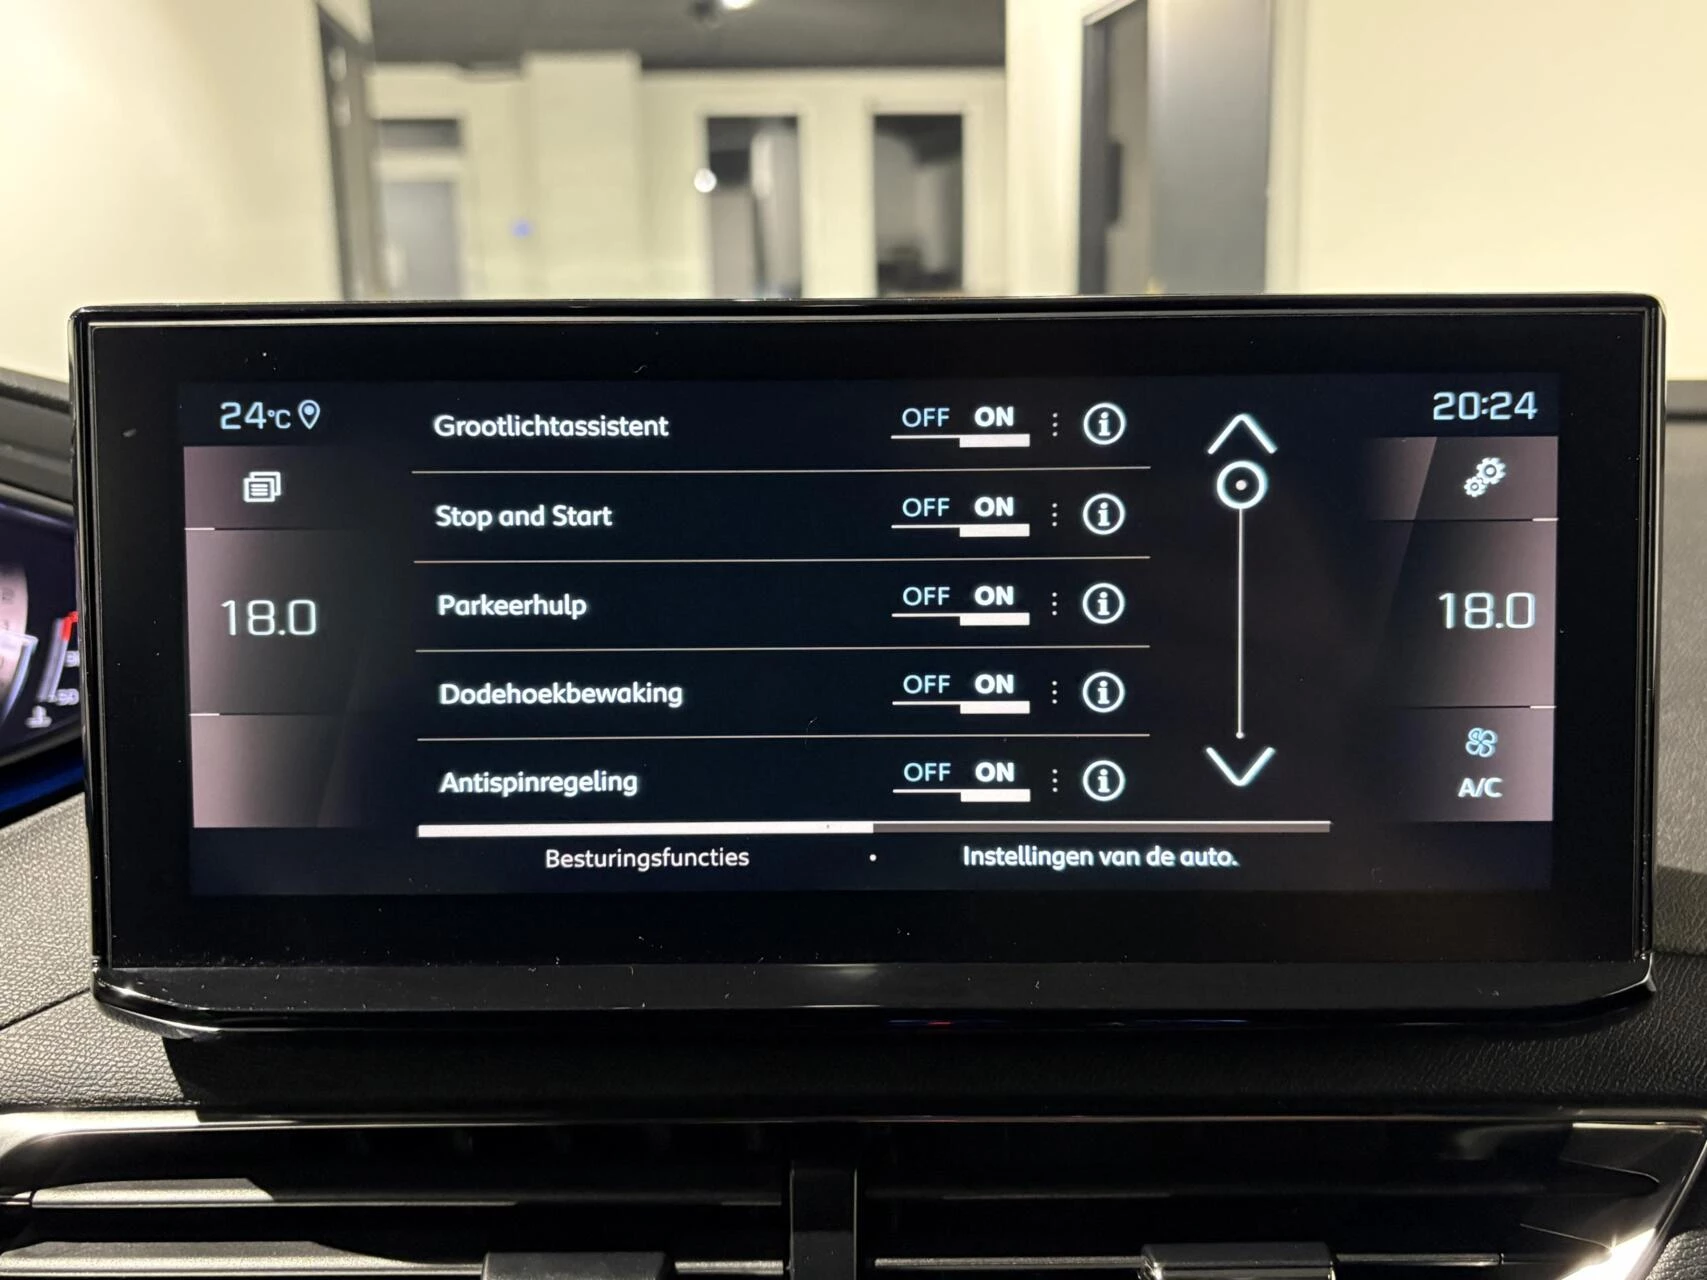 24°C
20:24
Grootlichtassistent OFF ON
Stop and Start OFF ON
18.0
Parkeerhulp OFF ON
18.0
Dodehoekbewaking OFF ON
Antispinregeling OFF ON
A/C
Besturingsfuncties • Instellingen van de auto.